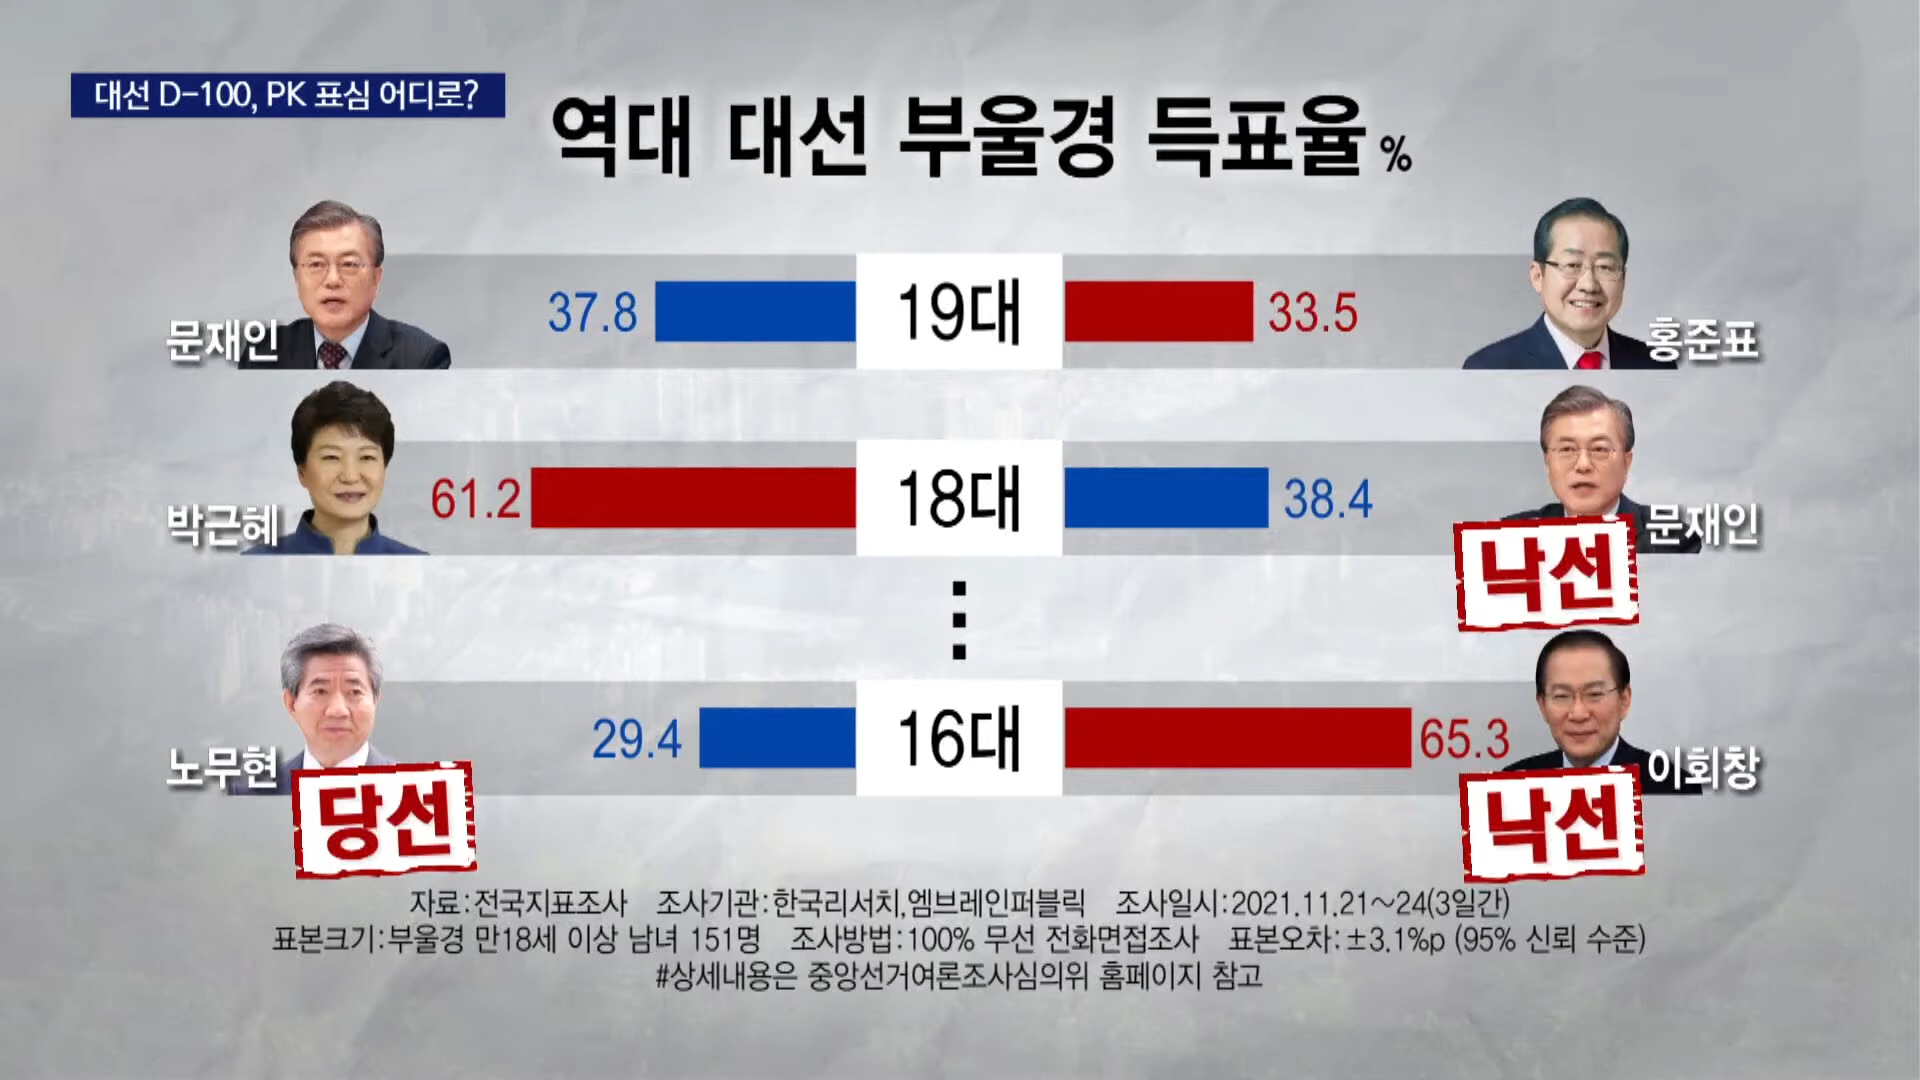 대선 D-100, PK 표심 어디로?
역대 대선 부울경 득표율 %
문재인 37.8 19대 33.5 홍준표
박근혜 61.2 18대 38.4 문재인
낙선
노무현 29.4 16대 65.3 이회창
당선 낙선
자료:전국지표조사 조사기관:한국리서치,엠브레인퍼블릭 조사일시:2021.11.21~24(3일간)
표본크기:부울경 만18세 이상 남녀 151명 조사방법:100% 무선 전화면접조사 표본오차:±3.1%p (95% 신뢰 수준)
#상세내용은 중앙선거여론조사심의위 홈페이지 참고